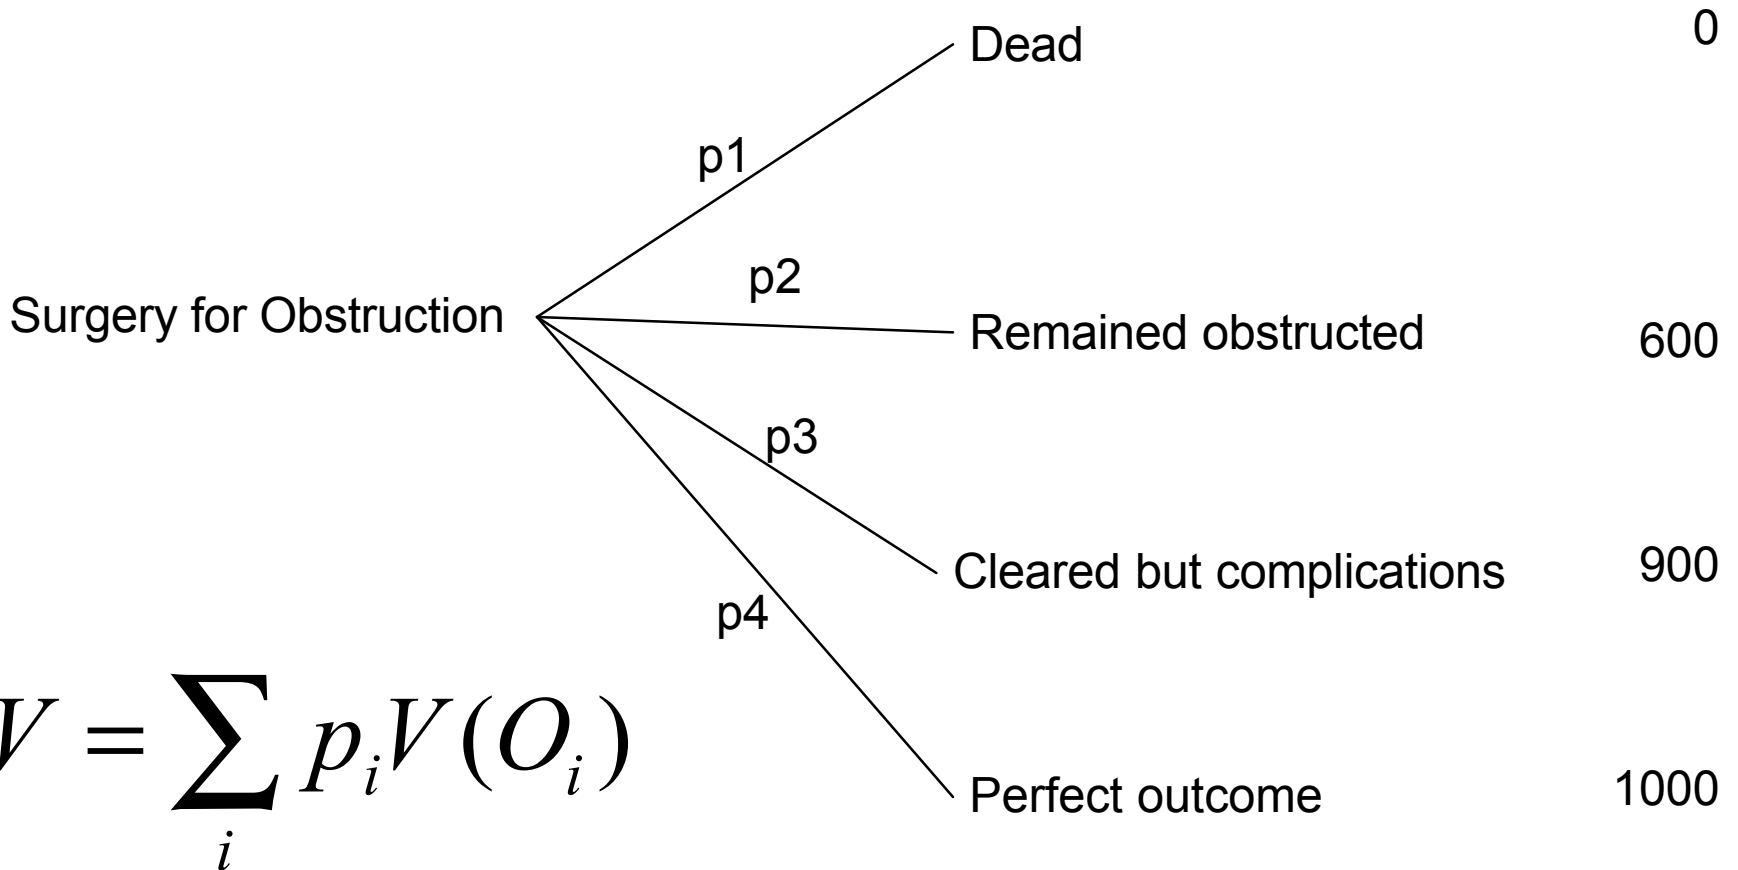 Dead 0
p1
p2
Surgery for Obstruction
Remained obstructed 600
p3
Cleared but complications 900
p4
V = ∑ᵢ pᵢV(Oᵢ)
Perfect outcome 1000